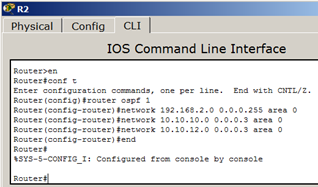 R2
Physical Config CLI
IOS Command Line Interface
Router>en
Router#conf t
Enter configuration commands, one per line.  End with CNTL/Z.
Router(config)#router ospf 1
Router(config-router)#network 192.168.2.0 0.0.0.255 area 0
Router(config-router)#network 10.10.10.0 0.0.0.3 area 0
Router(config-router)#network 10.10.12.0 0.0.0.3 area 0
Router(config-router)#end
Router#
%SYS-5-CONFIG_I: Configured from console by console
Router#